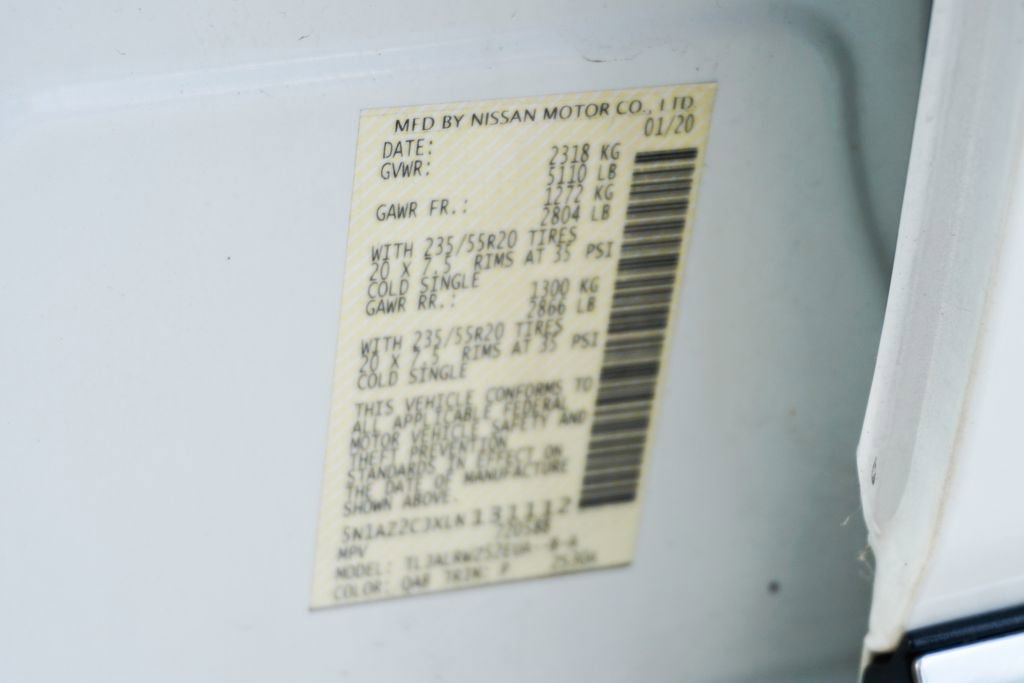 MFD BY NISSAN MOTOR CO., LTD
DATE: 01/20
GVWR: 2318 KG
5110 LB
GAWR FR.: 1272 KG
2804 LB
WITH 235/55R20 TIRES
20 X 7.5 RIMS AT 35 PSI
COLD SINGLE
GAWR RR.: 1300 KG
2866 LB
WITH 235/55R20 TIRES
20 X 7.5 RIMS AT 35 PSI
COLD SINGLE
THIS VEHICLE CONFORMS TO
ALL APPLICABLE FEDERAL
MOTOR VEHICLE SAFETY AND
THEFT PREVENTION
STANDARDS IN EFFECT ON
THE DATE OF MANUFACTURE
SHOWN ABOVE.
5N1AZ2CJXLN131112
MPV
MODEL:
COLOR: QAB TRIM: P